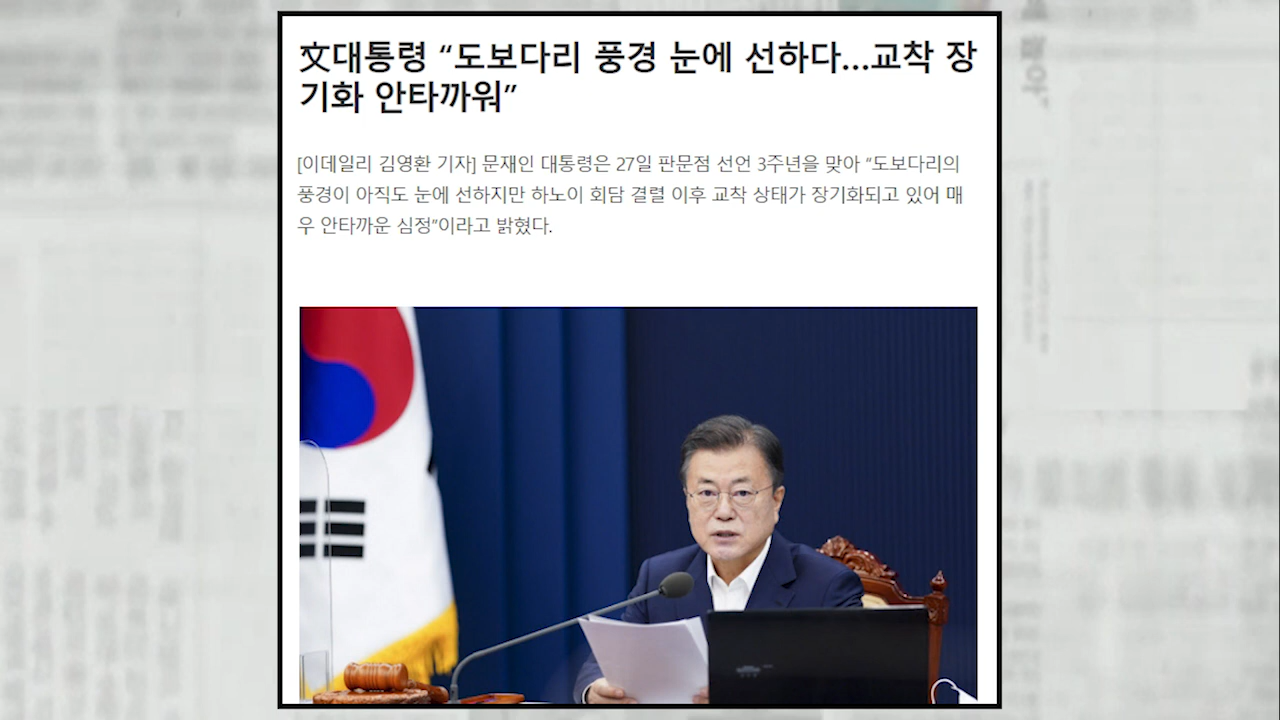 文대통령 “도보다리 풍경 눈에 선하다...교착 장
기화 안타까워”
[이데일리 김영환 기자] 문재인 대통령은 27일 판문점 선언 3주년을 맞아 “도보다리의
풍경이 아직도 눈에 선하지만 하노이 회담 결렬 이후 교착 상태가 장기화되고 있어 매
우 안타까운 심정”이라고 밝혔다.